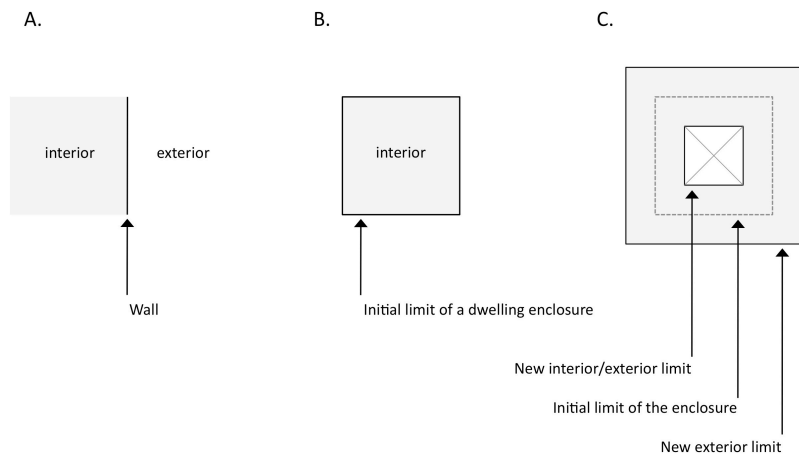 A.
B.
C.
interior
exterior
interior
Wall
Initial limit of a dwelling enclosure
New interior/exterior limit
Initial limit of the enclosure
New exterior limit